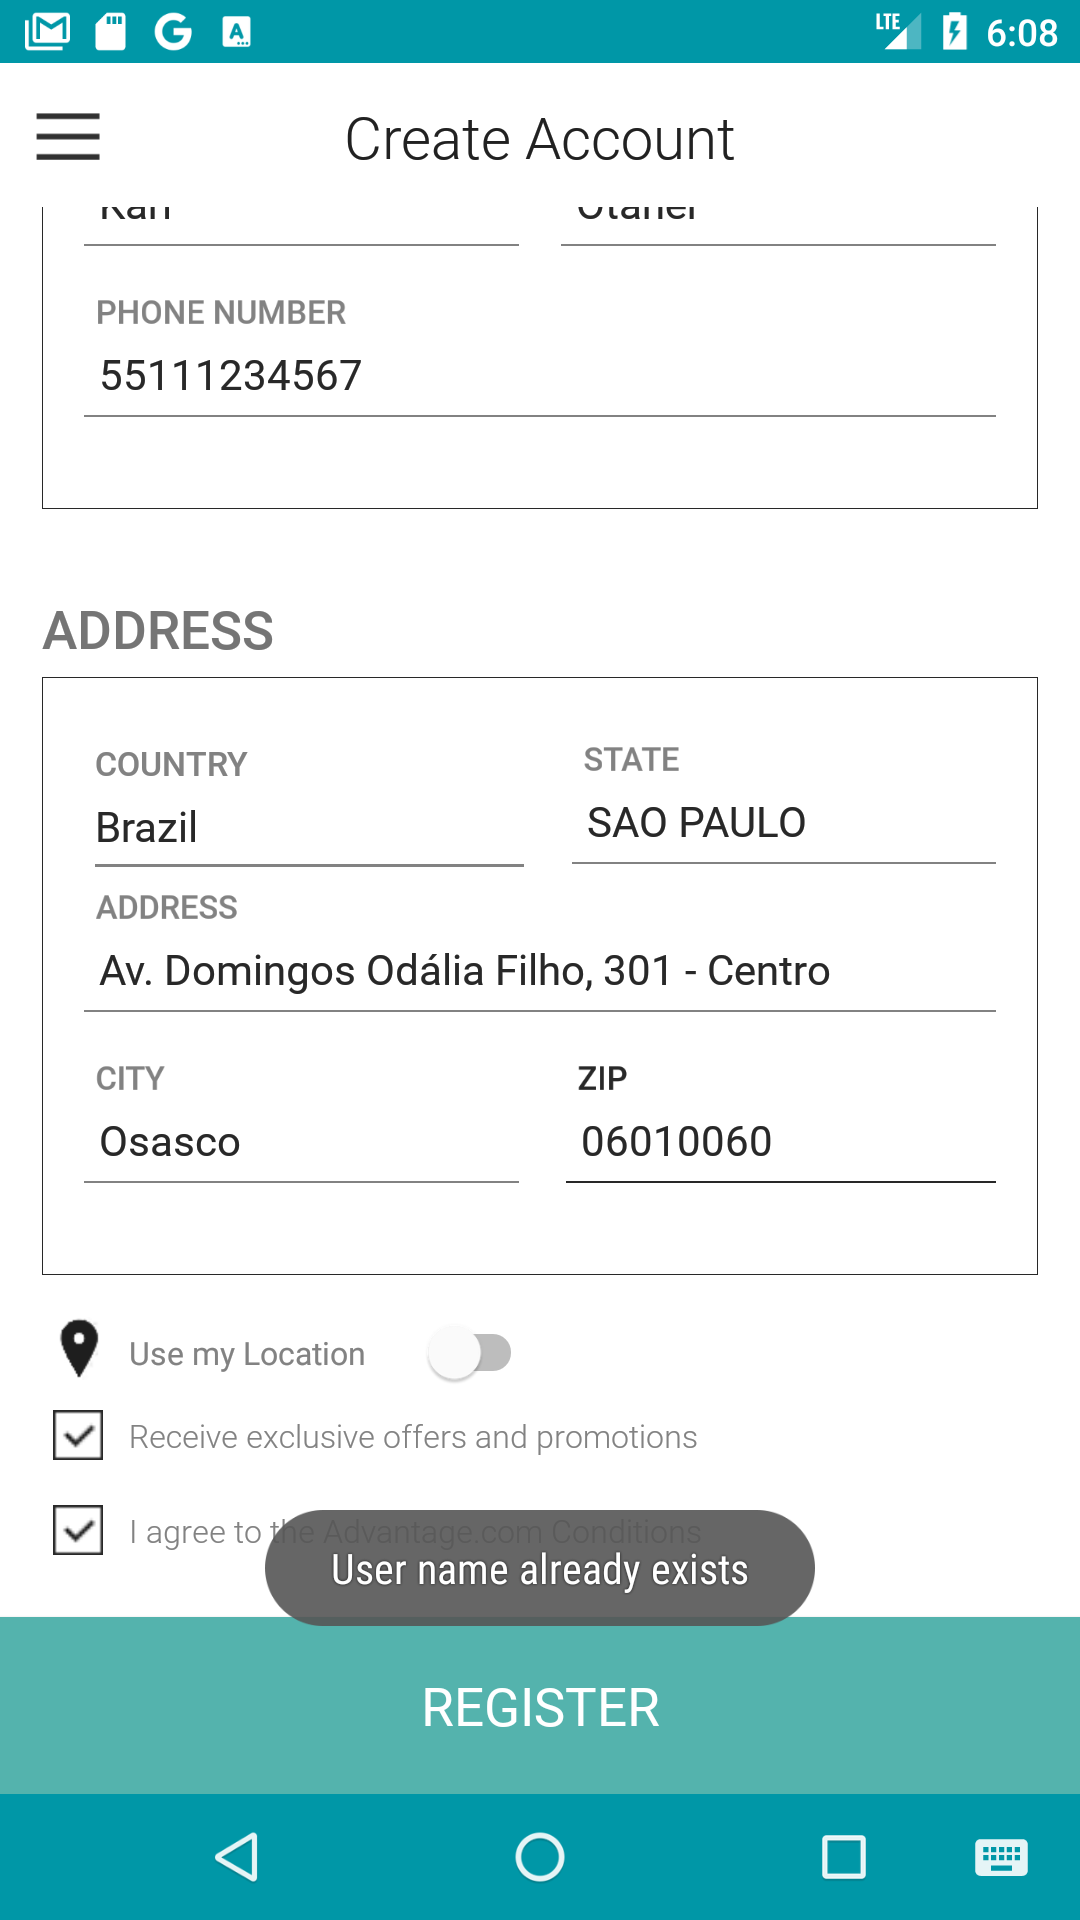 LTE 6:08
Create Account
PHONE NUMBER
55111234567
ADDRESS
COUNTRY STATE
Brazil SAO PAULO
ADDRESS
Av. Domingos Odália Filho, 301 - Centro
CITY ZIP
Osasco 06010060
Use my Location
Receive exclusive offers and promotions
I agree to the Advantage.com Conditions
User name already exists
REGISTER